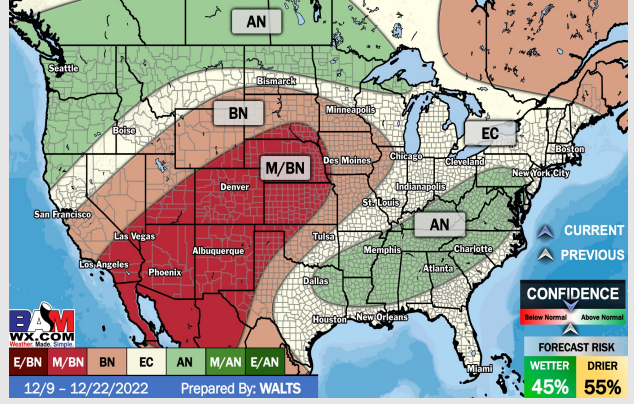 AN
Seattle
Bismarck
BN
Minneapolis
Boise
EC
Boston
Chicago
Cleveland
Des Moines
M/BN
New York City
Denver
Indianapolis
St. Louis
San Francisco
AN
CURRENT
Las Vegas
Tulsa
Albuquerque
Memphis
Charlotte
PREVIOUS
Los Angeles
Phoenix
Atlanta
Dallas
CONFIDENCE
Below Normal
Above Normal
Houston
New Orleans
BAM
WX.COM
Weather. Made. Simple.
FORECAST RISK
E/BN M/BN BN EC AN M/AN E/AN
Miami
WETTER DRIER
45% 55%
12/9 – 12/22/2022 Prepared By: WALTS